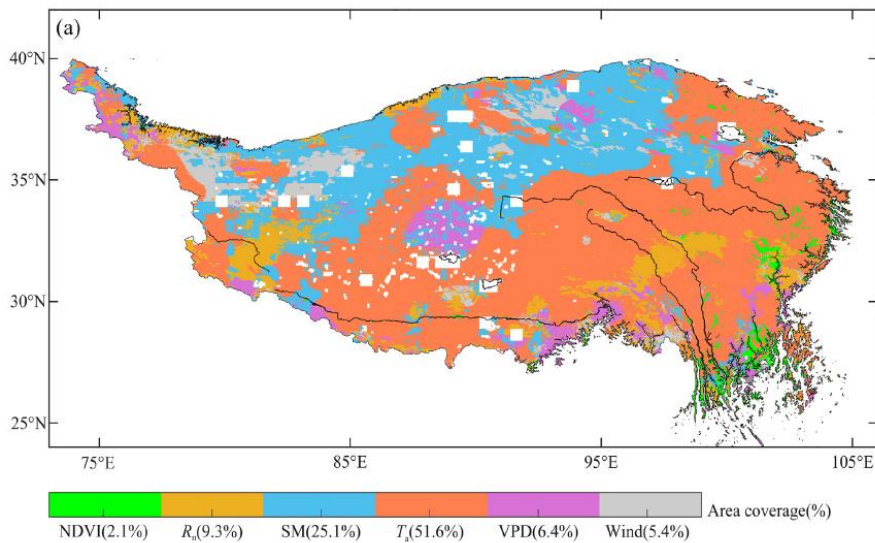 (a)
40°N
35°N
30°N
25°N
75°E 85°E 95°E 105°E
Area coverage(%)
NDVI(2.1%) Rₙ(9.3%) SM(25.1%) Tₐ(51.6%) VPD(6.4%) Wind(5.4%)